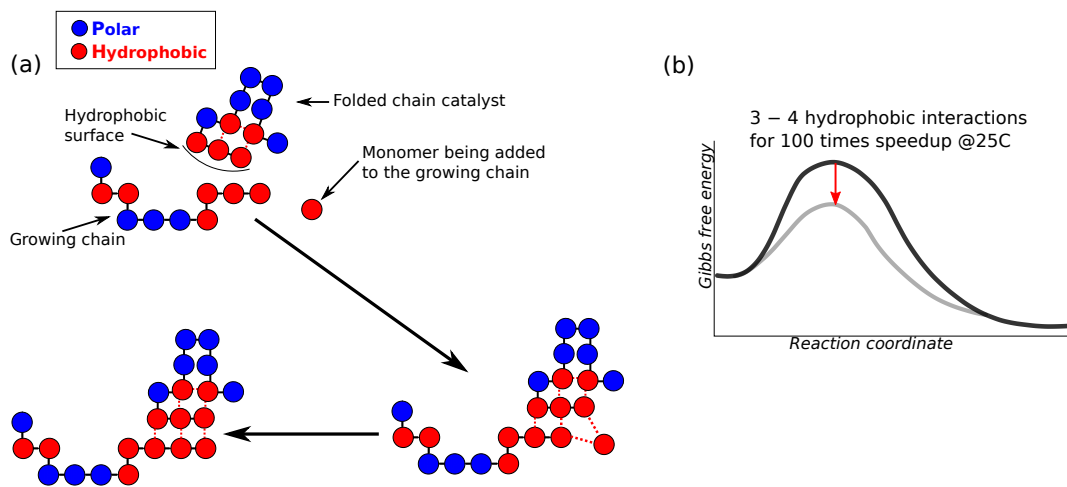 Polar
Hydrophobic
(a)
Hydrophobic
surface
Folded chain catalyst
Monomer being added
to the growing chain
Growing chain
(b)
3 − 4 hydrophobic interactions
for 100 times speedup @25C
Gibbs free energy
Reaction coordinate